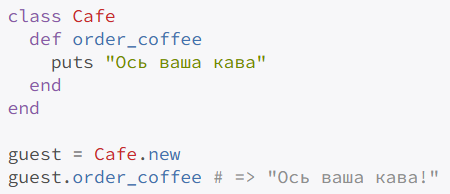 class Cafe
  def order_coffee
    puts "Ось ваша кава"
  end
end

guest = Cafe.new
guest.order_coffee # => "Ось ваша кава!"